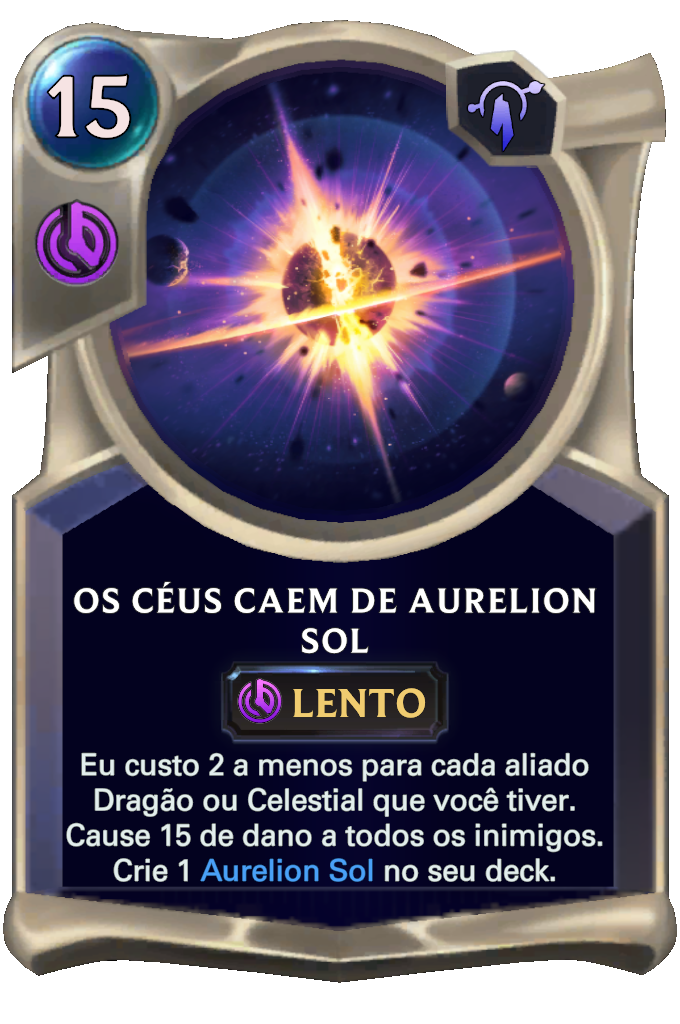 15
OS CÉUS CAEM DE AURELION
SOL
LENTO
Eu custo 2 a menos para cada aliado
Dragão ou Celestial que você tiver.
Cause 15 de dano a todos os inimigos.
Crie 1 Aurelion Sol no seu deck.